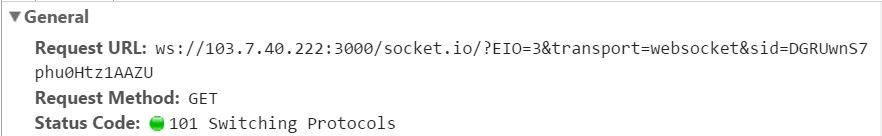 General
Request URL: ws://103.7.40.222:3000/socket.io/?EIO=3&transport=websocket&sid=DGRUwnS7
phu0Htz1AAZU
Request Method: GET
Status Code: 101 Switching Protocols